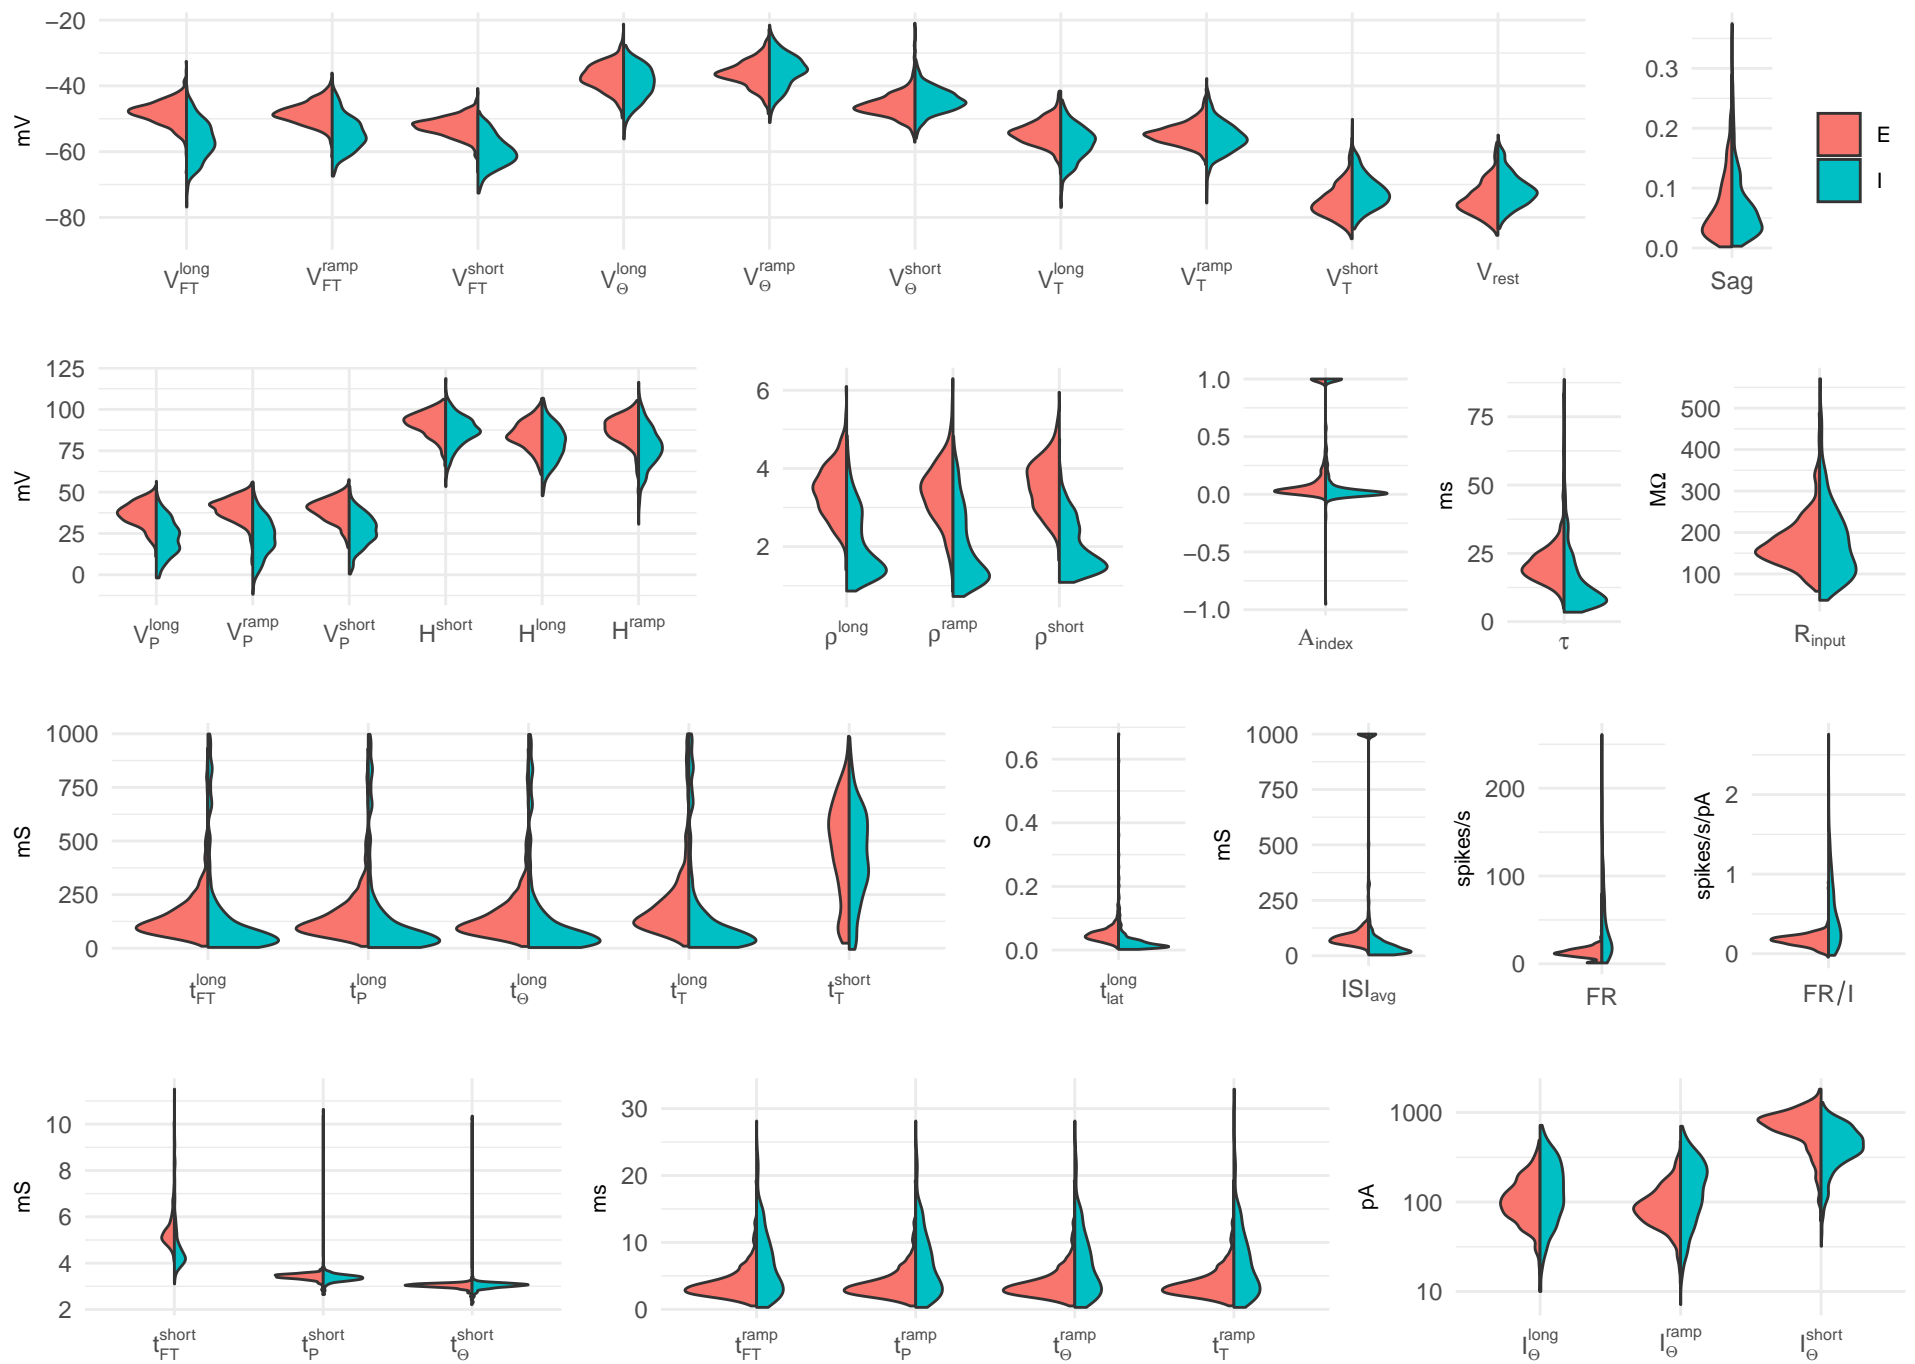 −20
−40
−60
−80
mV
V_FT^long V_FT^ramp V_FT^short V_Θ^long V_Θ^ramp V_Θ^short V_T^long V_T^ramp V_T^short V_rest
0.3
0.2
0.1
0.0
Sag
E
I
125
100
75
50
25
0
mV
V_P^long V_P^ramp V_P^short H^short H^long H^ramp
6
4
2
ρ^long ρ^ramp ρ^short
1.0
0.5
0.0
−0.5
−1.0
A_index
75
50
25
0
ms
τ
500
400
300
200
100
MΩ
R_input
1000
750
500
250
0
mS
t_FT^long t_P^long t_Θ^long t_T^long t_T^short
0.6
0.4
0.2
0.0
S
t_lat^long
1000
750
500
250
0
mS
ISI_avg
200
100
0
spikes/s
FR
2
1
0
spikes/s/pA
FR/I
10
8
6
4
2
mS
t_FT^short t_P^short t_Θ^short
30
20
10
0
ms
t_FT^ramp t_P^ramp t_Θ^ramp t_T^ramp
1000
100
10
pA
I_Θ^long I_Θ^ramp I_Θ^short